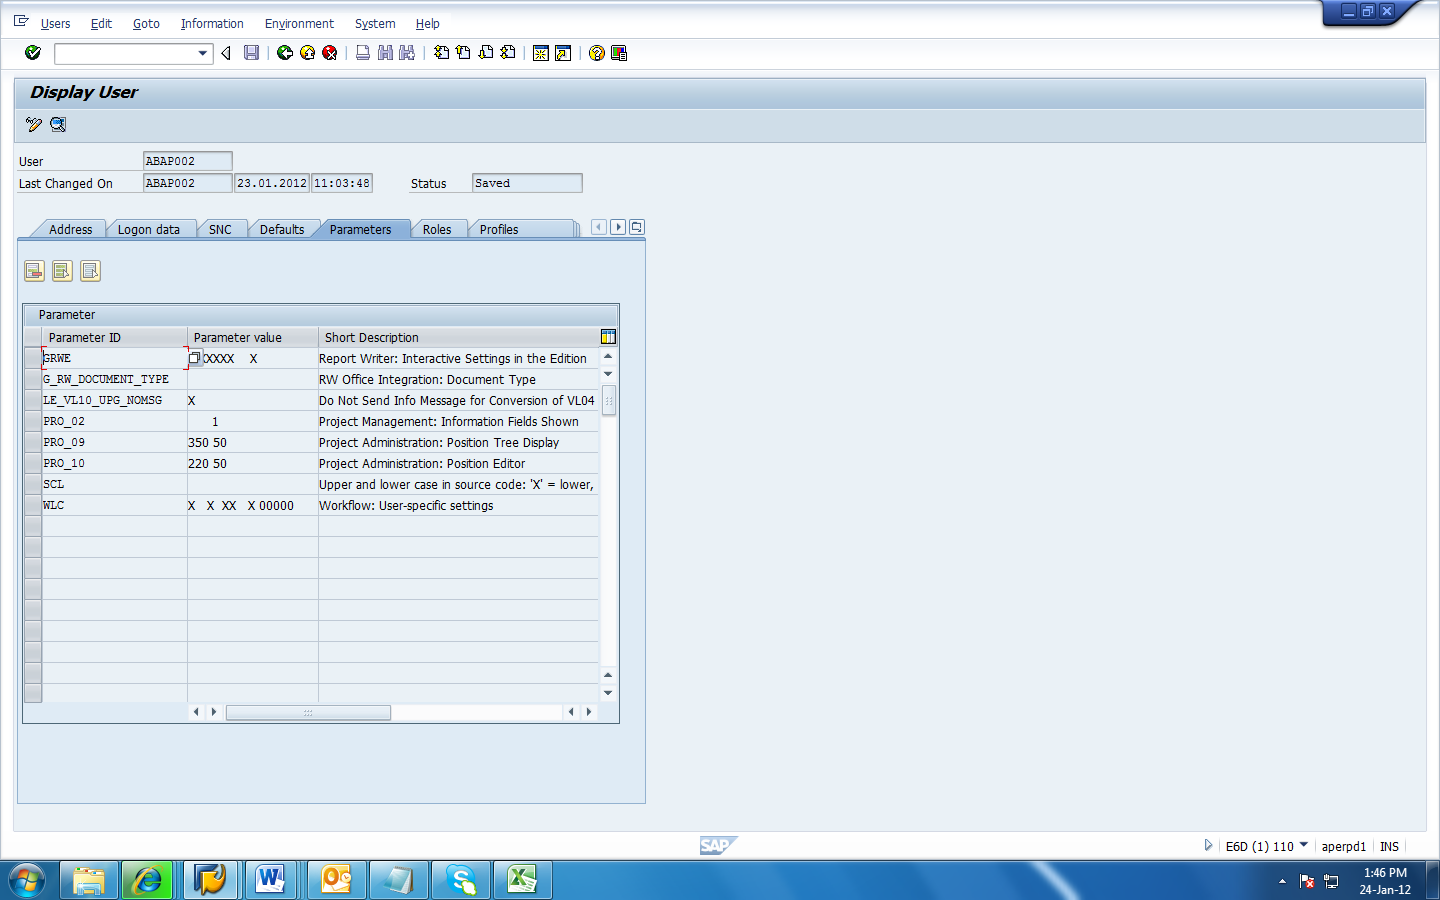 Users Edit Goto Information Environment System Help
Display User
User ABAP002
Last Changed On ABAP002 23.01.2012 11:03:48 Status Saved
Address Logon data SNC Defaults Parameters Roles Profiles
Parameter
Parameter ID Parameter value Short Description
GRWE XXXX X Report Writer: Interactive Settings in the Edition
G_RW_DOCUMENT_TYPE RW Office Integration: Document Type
LE_VL10_UPG_NOMSG X Do Not Send Info Message for Conversion of VL04
PRO_02 1 Project Management: Information Fields Shown
PRO_09 350 50 Project Administration: Position Tree Display
PRO_10 220 50 Project Administration: Position Editor
SCL Upper and lower case in source code: 'X' = lower,
WLC X X XX X 00000 Workflow: User-specific settings
SAP E6D (1) 110 aperpd1 INS
1:46 PM
24-Jan-12